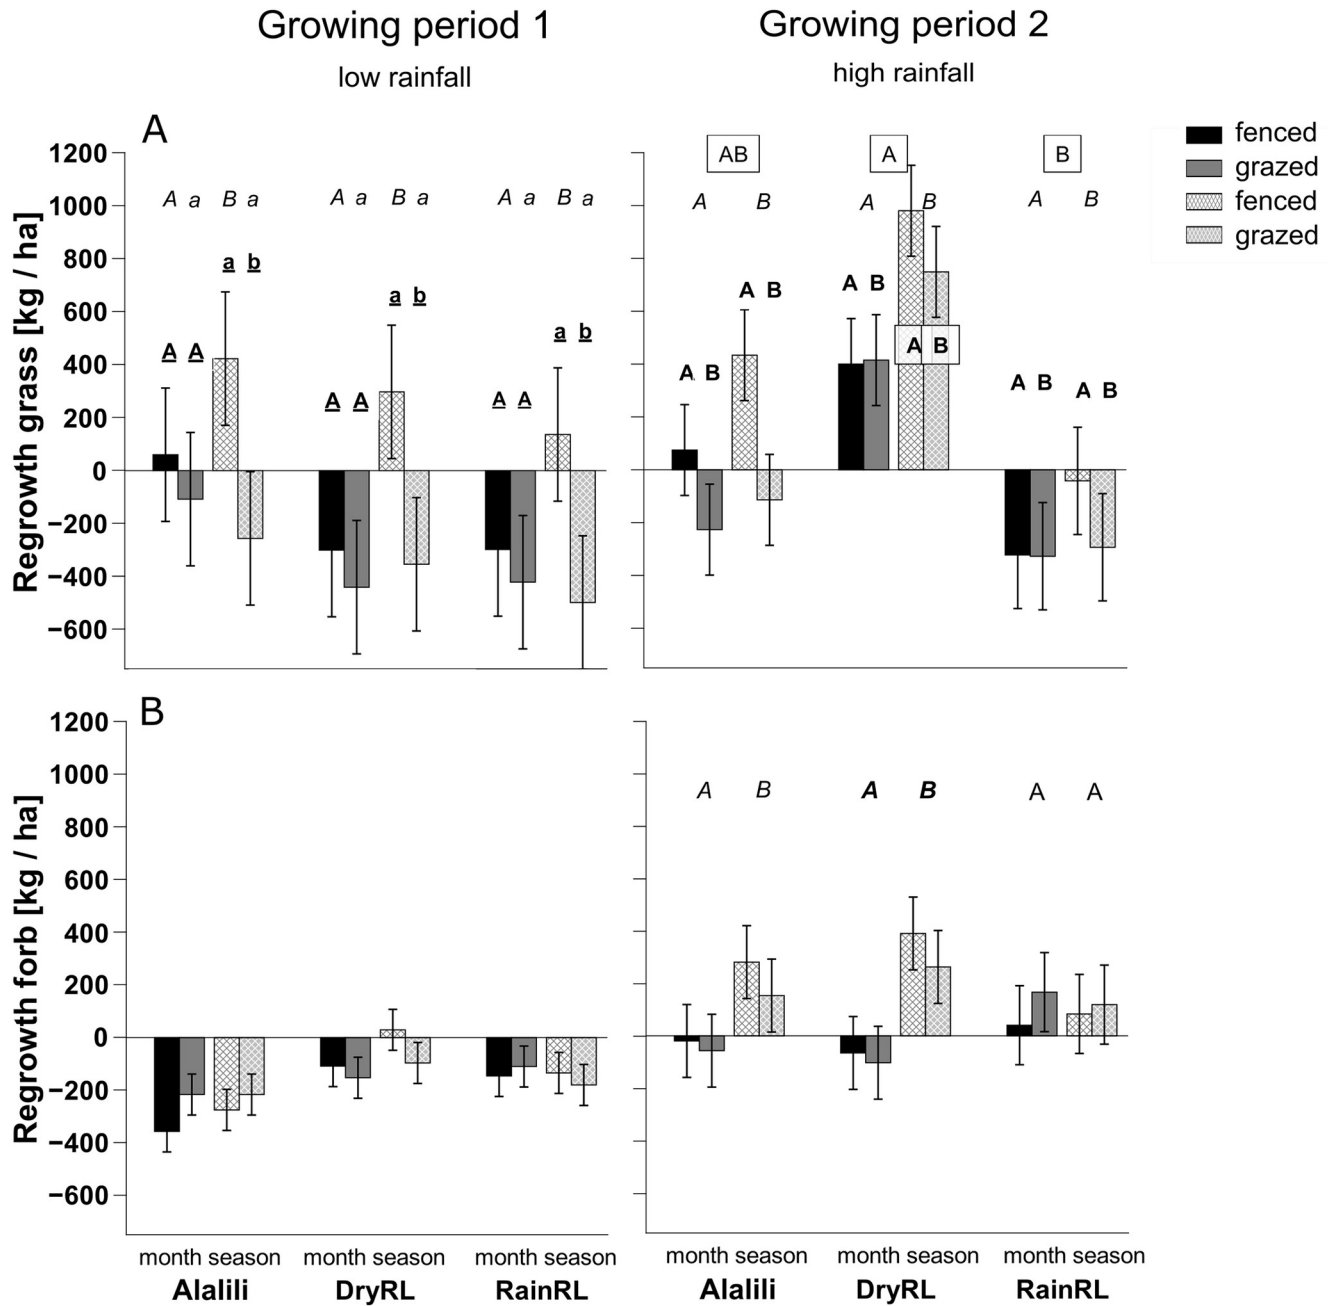 Growing period 1
Growing period 2
low rainfall
high rainfall
fenced
grazed
fenced
grazed
A
Regrowth grass [kg / ha]
1200
1000
800
600
400
200
0
−200
−400
−600
A a B a
A a B a
A a B a
a b
a b
a b
A A
A A
A A
AB
A
B
A B
A B
A B
A B
A B
A B
A B
A B
A B
B
Regrowth forb [kg / ha]
1200
1000
800
600
400
200
0
−200
−400
−600
A B
A B
A A
month season
month season
month season
month season
month season
month season
Alalili
DryRL
RainRL
Alalili
DryRL
RainRL